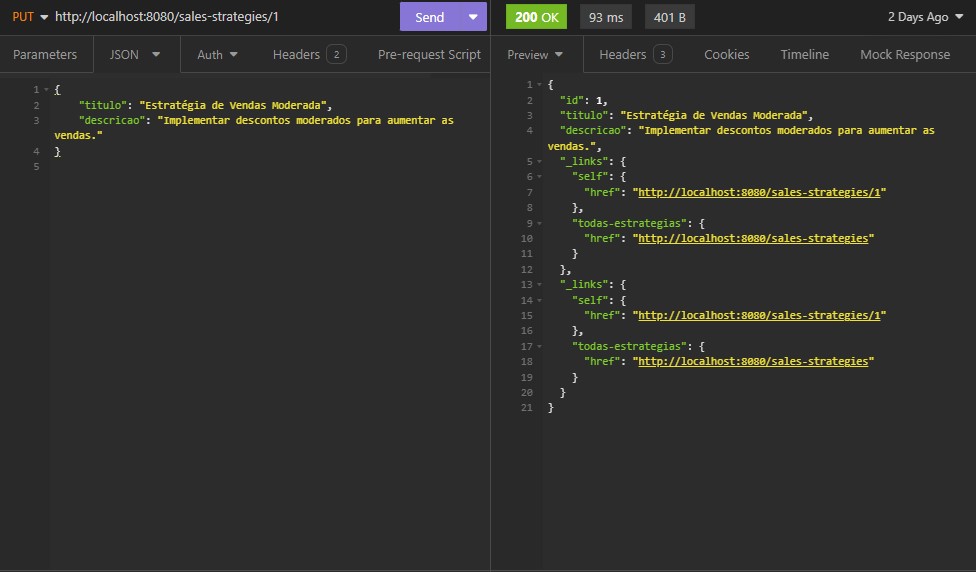 PUT http://localhost:8080/sales-strategies/1 Send
200 OK 93 ms 401 B 2 Days Ago
Parameters JSON Auth Headers 2 Pre-request Script
Preview Headers 3 Cookies Timeline Mock Response
1 {
2 "titulo": "Estratégia de Vendas Moderada",
3 "descricao": "Implementar descontos moderados para aumentar as
vendas."
4 }
5
1 {
2 "id": 1,
3 "titulo": "Estratégia de Vendas Moderada",
4 "descricao": "Implementar descontos moderados para aumentar as
vendas.",
5 "_links": {
6 "self": {
7 "href": "http://localhost:8080/sales-strategies/1"
8 },
9 "todas-estrategias": {
10 "href": "http://localhost:8080/sales-strategies"
11 }
12 },
13 "_links": {
14 "self": {
15 "href": "http://localhost:8080/sales-strategies/1"
16 },
17 "todas-estrategias": {
18 "href": "http://localhost:8080/sales-strategies"
19 }
20 }
21 }